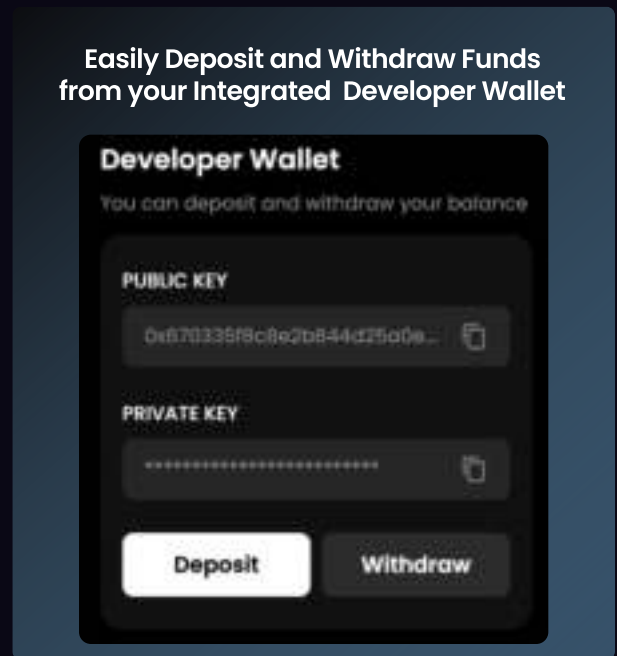 Easily Deposit and Withdraw Funds
from your Integrated  Developer Wallet
Developer Wallet
You can deposit and withdraw your balance
PUBLIC KEY
PRIVATE KEY
**************************
Deposit
Withdraw